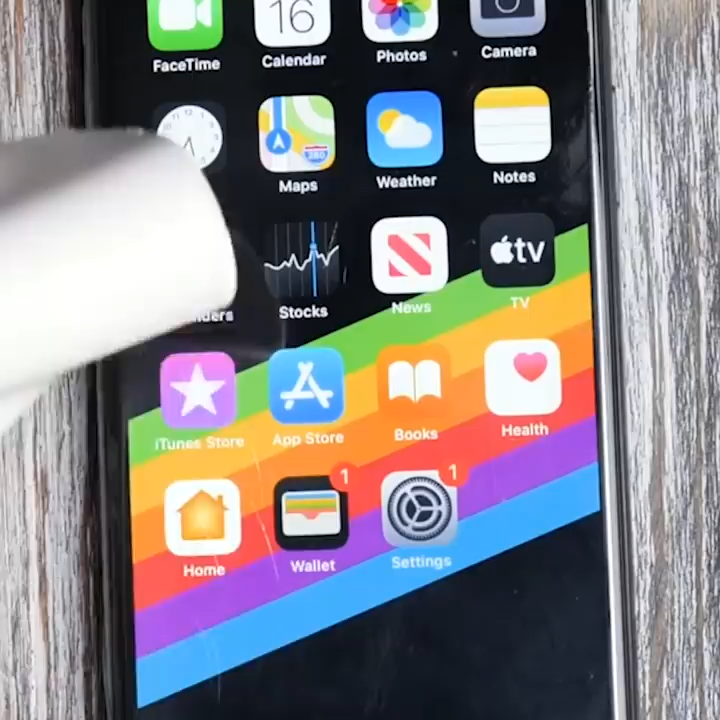 FaceTime
16
Calendar
Photos
Camera
Maps
280
Weather
Notes
Stocks
News
tv
TV
iTunes Store
App Store
Books
Health
Home
1
Wallet
1
Settings